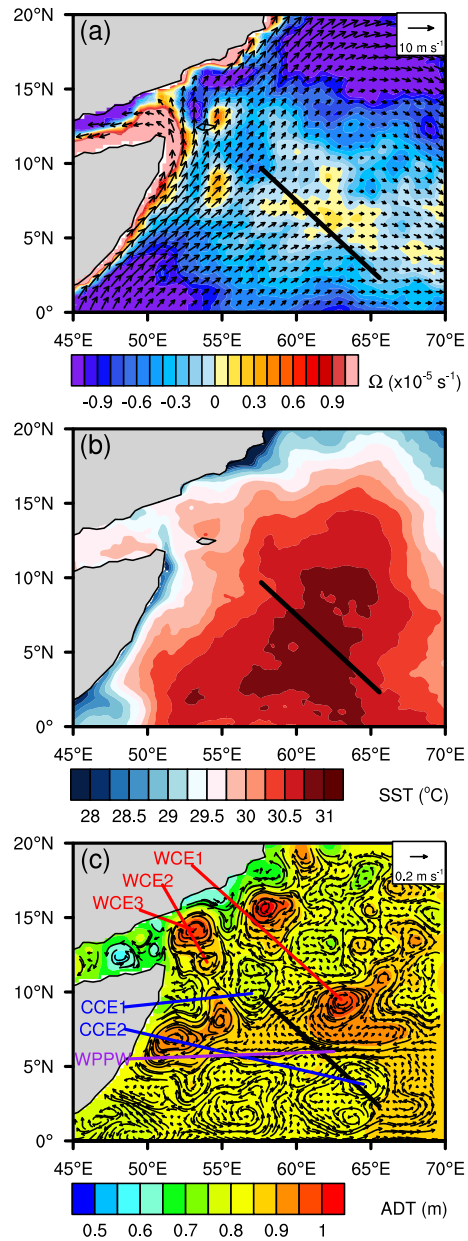 20°N
(a)
10 m s⁻¹
15°N
10°N
5°N
0°
45°E 50°E 55°E 60°E 65°E 70°E
-0.9 -0.6 -0.3 0 0.3 0.6 0.9
Ω (x10⁻⁵ s⁻¹)
20°N
(b)
15°N
10°N
5°N
0°
45°E 50°E 55°E 60°E 65°E 70°E
28 28.5 29 29.5 30 30.5 31
SST (°C)
20°N
(c)
WCE1
0.2 m s⁻¹
WCE2
15°N
WCE3
10°N
CCE1
CCE2
WPPW
5°N
0°
45°E 50°E 55°E 60°E 65°E 70°E
0.5 0.6 0.7 0.8 0.9 1
ADT (m)